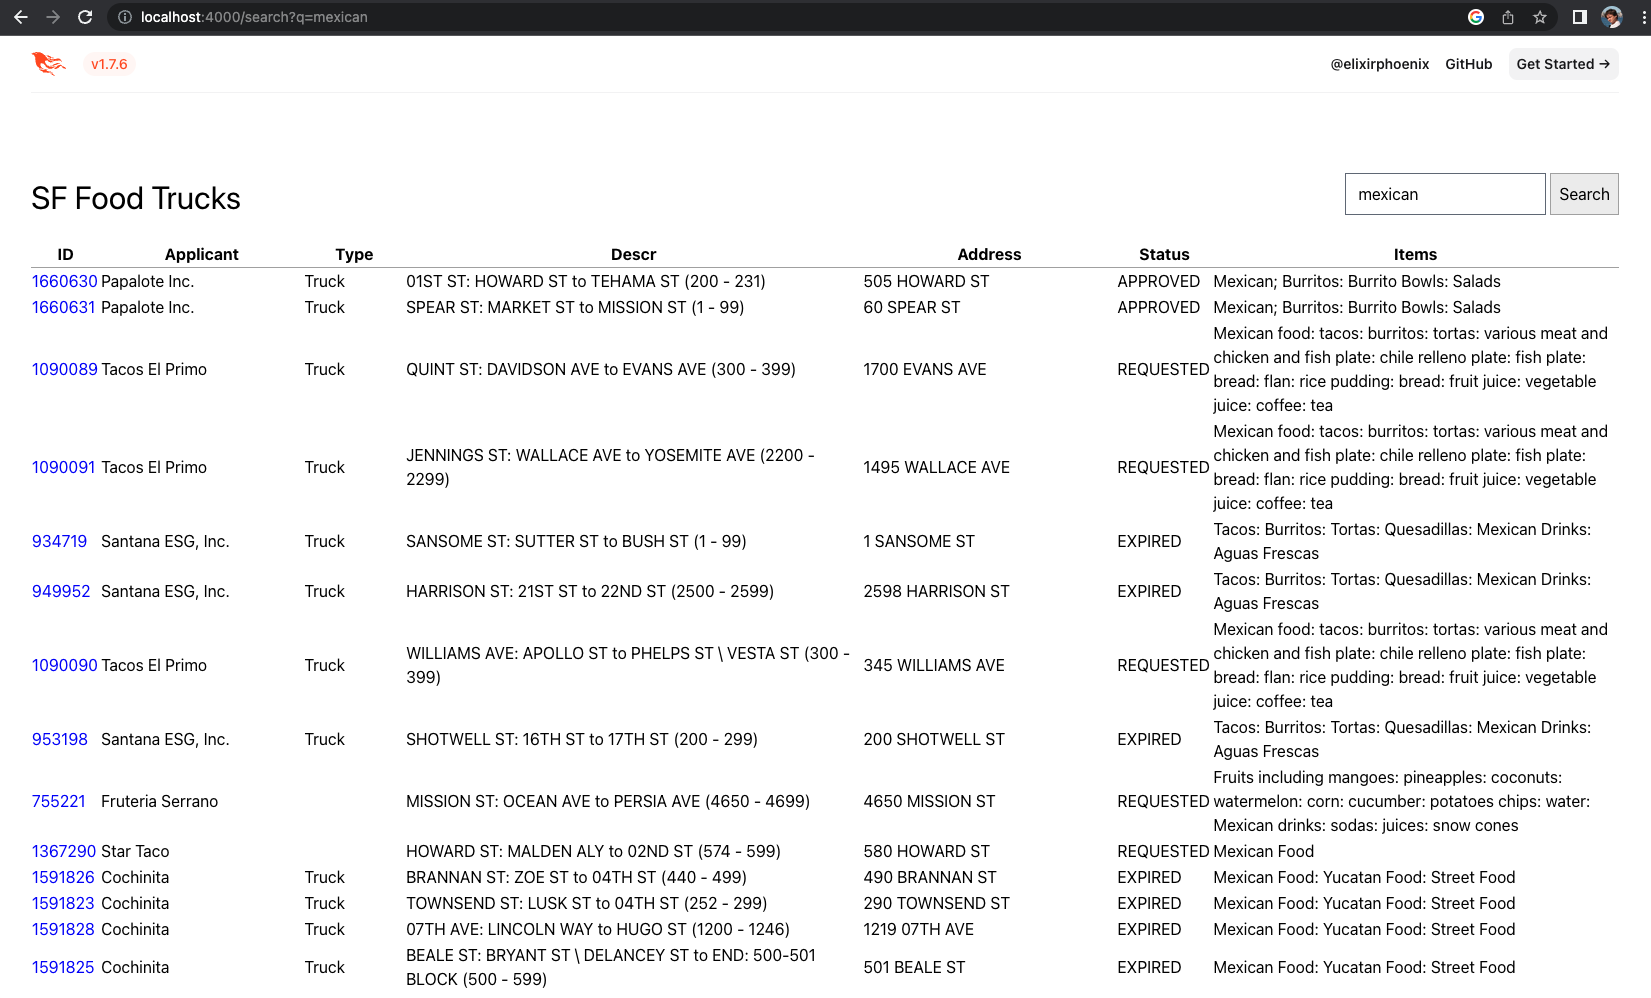 localhost:4000/search?q=mexican
v1.7.6
@elixirphoenix GitHub Get Started →
SF Food Trucks
mexican Search
ID Applicant Type Descr Address Status Items
1660630 Papalote Inc. Truck 01ST ST: HOWARD ST to TEHAMA ST (200 - 231) 505 HOWARD ST APPROVED Mexican; Burritos: Burrito Bowls: Salads
1660631 Papalote Inc. Truck SPEAR ST: MARKET ST to MISSION ST (1 - 99) 60 SPEAR ST APPROVED Mexican; Burritos: Burrito Bowls: Salads
1090089 Tacos El Primo Truck QUINT ST: DAVIDSON AVE to EVANS AVE (300 - 399) 1700 EVANS AVE REQUESTED
Mexican food: tacos: burritos: tortas: various meat and
chicken and fish plate: chile relleno plate: fish plate:
bread: flan: rice pudding: bread: fruit juice: vegetable
juice: coffee: tea
1090091 Tacos El Primo Truck
JENNINGS ST: WALLACE AVE to YOSEMITE AVE (2200 -
2299)
1495 WALLACE AVE REQUESTED
Mexican food: tacos: burritos: tortas: various meat and
chicken and fish plate: chile relleno plate: fish plate:
bread: flan: rice pudding: bread: fruit juice: vegetable
juice: coffee: tea
934719 Santana ESG, Inc. Truck SANSOME ST: SUTTER ST to BUSH ST (1 - 99) 1 SANSOME ST EXPIRED
Tacos: Burritos: Tortas: Quesadillas: Mexican Drinks:
Aguas Frescas
949952 Santana ESG, Inc. Truck HARRISON ST: 21ST ST to 22ND ST (2500 - 2599) 2598 HARRISON ST EXPIRED
Tacos: Burritos: Tortas: Quesadillas: Mexican Drinks:
Aguas Frescas
1090090 Tacos El Primo Truck
WILLIAMS AVE: APOLLO ST to PHELPS ST \ VESTA ST (300 -
399)
345 WILLIAMS AVE REQUESTED
Mexican food: tacos: burritos: tortas: various meat and
chicken and fish plate: chile relleno plate: fish plate:
bread: flan: rice pudding: bread: fruit juice: vegetable
juice: coffee: tea
953198 Santana ESG, Inc. Truck SHOTWELL ST: 16TH ST to 17TH ST (200 - 299) 200 SHOTWELL ST EXPIRED
Tacos: Burritos: Tortas: Quesadillas: Mexican Drinks:
Aguas Frescas
755221 Fruteria Serrano MISSION ST: OCEAN AVE to PERSIA AVE (4650 - 4699) 4650 MISSION ST REQUESTED
Fruits including mangoes: pineapples: coconuts:
watermelon: corn: cucumber: potatoes chips: water:
Mexican drinks: sodas: juices: snow cones
1367290 Star Taco HOWARD ST: MALDEN ALY to 02ND ST (574 - 599) 580 HOWARD ST REQUESTED Mexican Food
1591826 Cochinita Truck BRANNAN ST: ZOE ST to 04TH ST (440 - 499) 490 BRANNAN ST EXPIRED Mexican Food: Yucatan Food: Street Food
1591823 Cochinita Truck TOWNSEND ST: LUSK ST to 04TH ST (252 - 299) 290 TOWNSEND ST EXPIRED Mexican Food: Yucatan Food: Street Food
1591828 Cochinita Truck 07TH AVE: LINCOLN WAY to HUGO ST (1200 - 1246) 1219 07TH AVE EXPIRED Mexican Food: Yucatan Food: Street Food
1591825 Cochinita Truck
BEALE ST: BRYANT ST \ DELANCEY ST to END: 500-501
BLOCK (500 - 599)
501 BEALE ST EXPIRED Mexican Food: Yucatan Food: Street Food